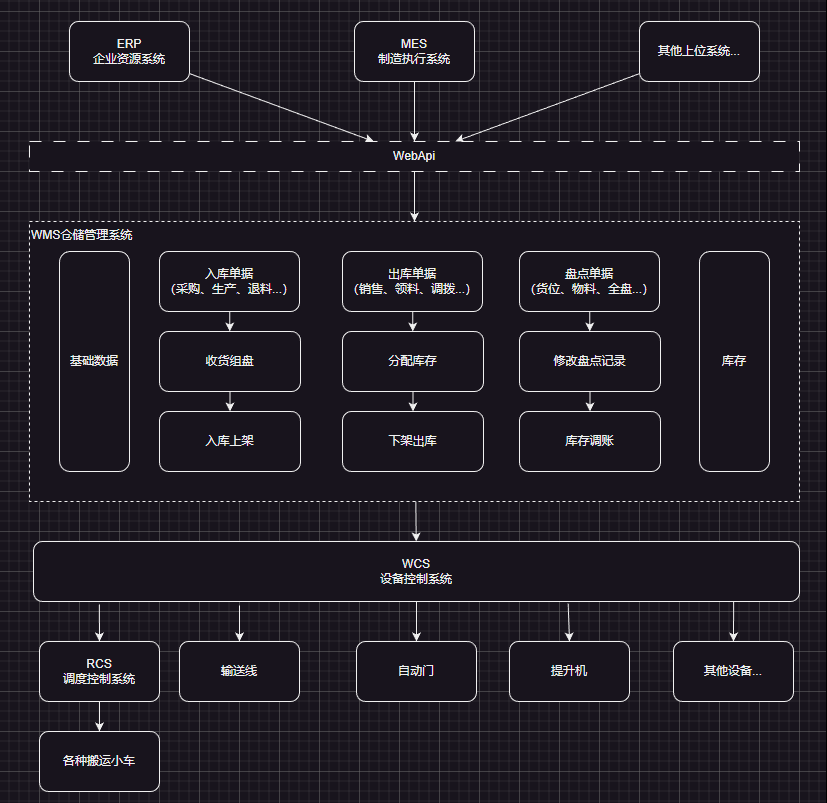 ERP
企业资源系统
MES
制造执行系统
其他上位系统...
WebApi
WMS仓储管理系统
基础数据
入库单据
（采购、生产、退料...）
收货组盘
入库上架
出库单据
（销售、领料、调拨...）
分配库存
下架出库
盘点单据
（货位、物料、全盘...）
修改盘点记录
库存调账
库存
WCS
设备控制系统
RCS
调度控制系统
输送线
自动门
提升机
其他设备...
各种搬运小车